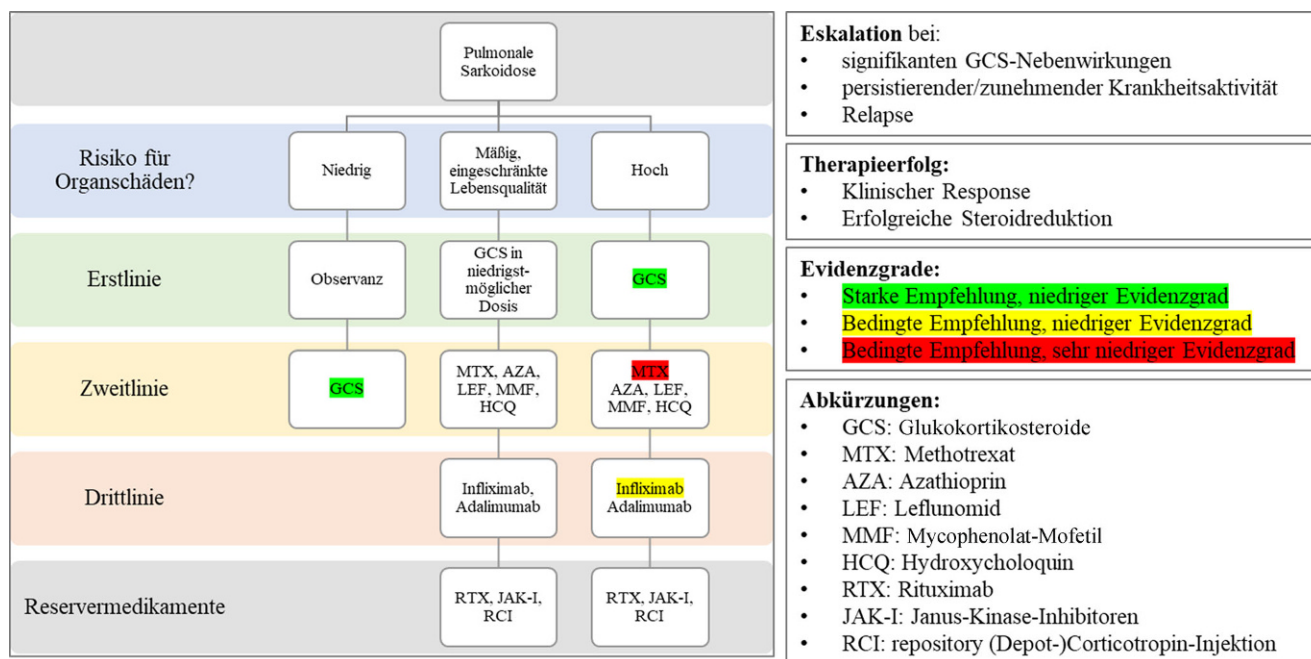 Pulmonale
Sarkoidose
Risiko für
Organschäden?
Niedrig
Mäßig,
eingeschränkte
Lebensqualität
Hoch
Erstlinie
Observanz
GCS in
niedrigst-
möglicher
Dosis
GCS
Zweitlinie
GCS
MTX, AZA,
LEF, MMF,
HCQ
MTX
AZA, LEF,
MMF, HCQ
Drittlinie
Infliximab,
Adalimumab
Infliximab
Adalimumab
Reservermedikamente
RTX, JAK-I,
RCI
RTX, JAK-I,
RCI
Eskalation bei:
• signifikanten GCS-Nebenwirkungen
• persistierender/zunehmender Krankheitsaktivität
• Relapse
Therapieerfolg:
• Klinischer Response
• Erfolgreiche Steroidreduktion
Evidenzgrade:
• Starke Empfehlung, niedriger Evidenzgrad
• Bedingte Empfehlung, niedriger Evidenzgrad
• Bedingte Empfehlung, sehr niedriger Evidenzgrad
Abkürzungen:
• GCS: Glukokortikosteroide
• MTX: Methotrexat
• AZA: Azathioprin
• LEF: Leflunomid
• MMF: Mycophenolat-Mofetil
• HCQ: Hydroxycholoquin
• RTX: Rituximab
• JAK-I: Janus-Kinase-Inhibitoren
• RCI: repository (Depot-)Corticotropin-Injektion